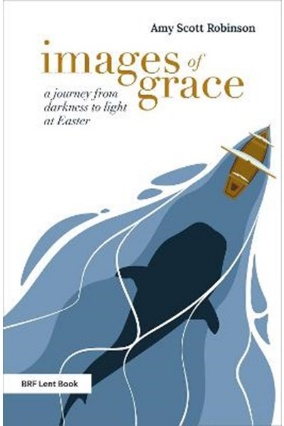 Amy Scott Robinson
images of
grace
a journey from
darkness to light
at Easter
BRF Lent Book